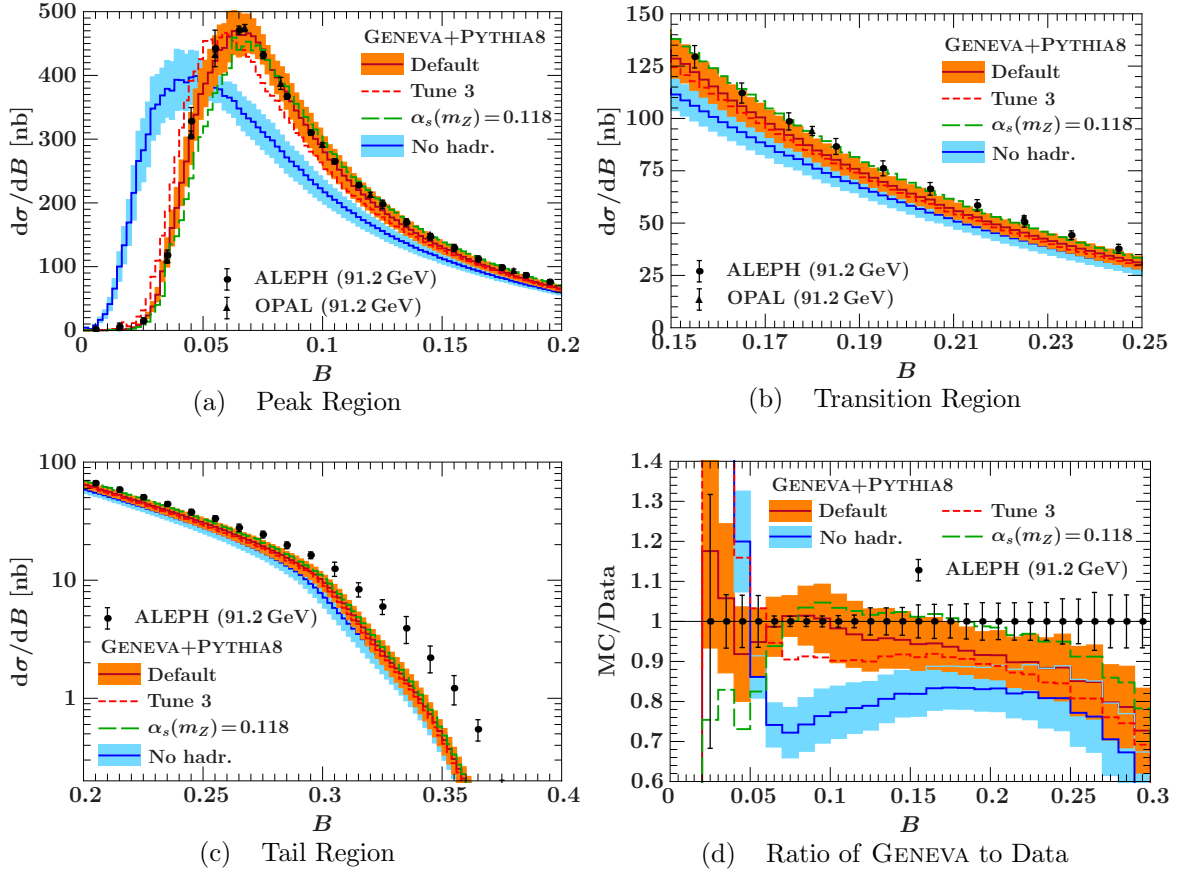 500
400
300
200
100
0
dσ/dB [nb]
GENEVA+PYTHIA8
Default
Tune 3
αs(mZ)=0.118
No hadr.
ALEPH (91.2 GeV)
OPAL (91.2 GeV)
0 0.05 0.1 0.15 0.2
B
(a) Peak Region
150
125
100
75
50
25
0
dσ/dB [nb]
GENEVA+PYTHIA8
Default
Tune 3
αs(mZ)=0.118
No hadr.
ALEPH (91.2 GeV)
OPAL (91.2 GeV)
0.15 0.17 0.19 0.21 0.23 0.25
B
(b) Transition Region
100
10
1
dσ/dB [nb]
ALEPH (91.2 GeV)
GENEVA+PYTHIA8
Default
Tune 3
αs(mZ)=0.118
No hadr.
0.2 0.25 0.3 0.35 0.4
B
(c) Tail Region
1.4
1.3
1.2
1.1
1.0
0.9
0.8
0.7
0.6
MC/Data
GENEVA+PYTHIA8
Default Tune 3
No hadr. αs(mZ)=0.118
ALEPH (91.2 GeV)
0 0.05 0.1 0.15 0.2 0.25 0.3
B
(d) Ratio of GENEVA to Data